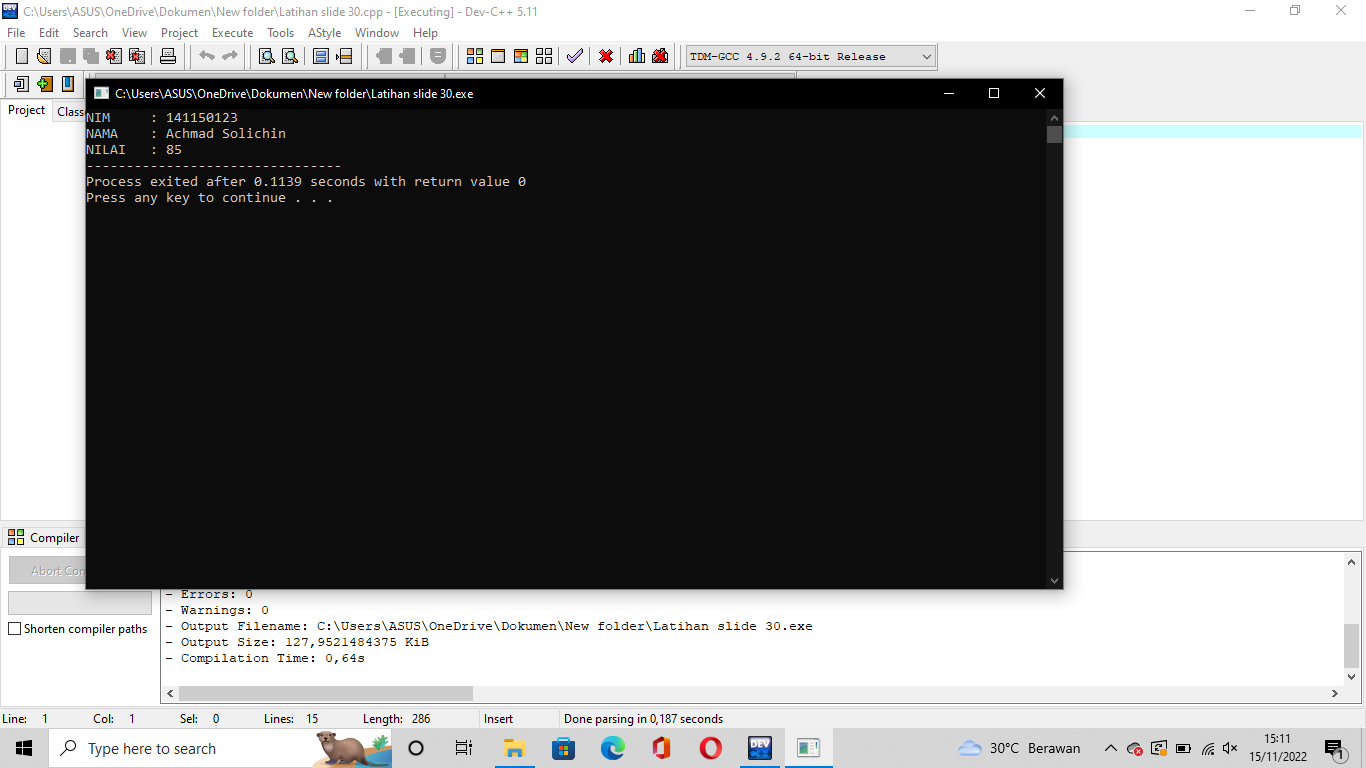 C:\Users\ASUS\OneDrive\Dokumen\New folder\Latihan slide 30.cpp - [Executing] - Dev-C++ 5.11
File Edit Search View Project Execute Tools AStyle Window Help
TDM-GCC 4.9.2 64-bit Release
Project Class
C:\Users\ASUS\OneDrive\Dokumen\New folder\Latihan slide 30.exe
NIM     : 141150123
NAMA    : Achmad Solichin
NILAI   : 85
--------------------------------
Process exited after 0.1139 seconds with return value 0
Press any key to continue . . .
Compiler
Abort Con
- Errors: 0
- Warnings: 0
- Output Filename: C:\Users\ASUS\OneDrive\Dokumen\New folder\Latihan slide 30.exe
- Output Size: 127,9521484375 KiB
- Compilation Time: 0,64s
Shorten compiler paths
Line: 1 Col: 1 Sel: 0 Lines: 15 Length: 286 Insert Done parsing in 0,187 seconds
Type here to search
DEV
30°C Berawan
15:11
15/11/2022
1